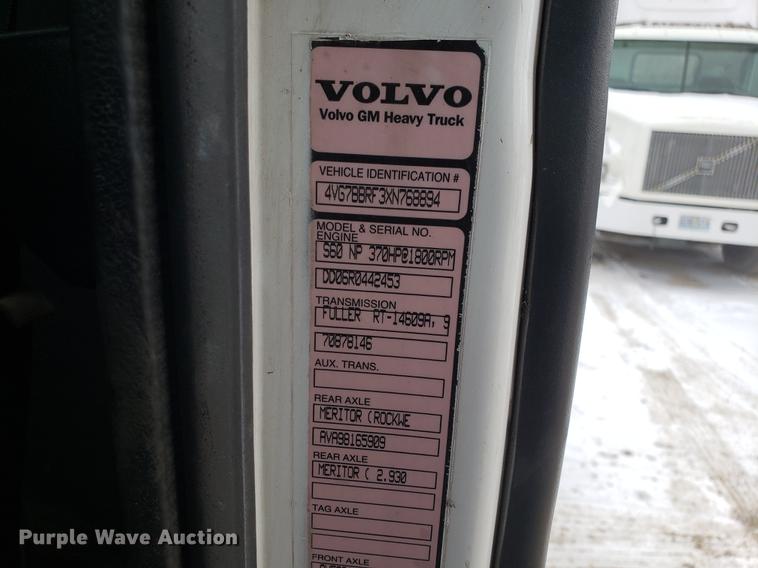 VOLVO
Volvo GM Heavy Truck
VEHICLE IDENTIFICATION #
4VG7BBRF3XN768894
MODEL & SERIAL NO.
ENGINE
S60 NP 370HP@1800RPM
DD06R0442453
TRANSMISSION
FULLER RT-14609A, 9
70878146
AUX. TRANS.
REAR AXLE
MERITOR (ROCKWE
AVA98165909
REAR AXLE
MERITOR ( 2.930
TAG AXLE
FRONT AXLE
Purple Wave Auction®